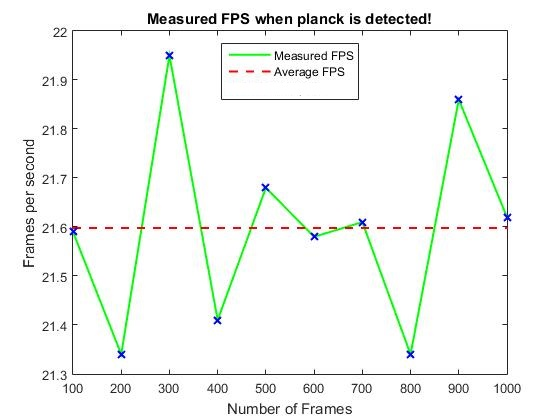 Measured FPS when planck is detected!
22
Measured FPS
Average FPS
21.9
21.8
21.7
21.6
21.5
21.4
21.3
Frames per second
100 200 300 400 500 600 700 800 900 1000
Number of Frames